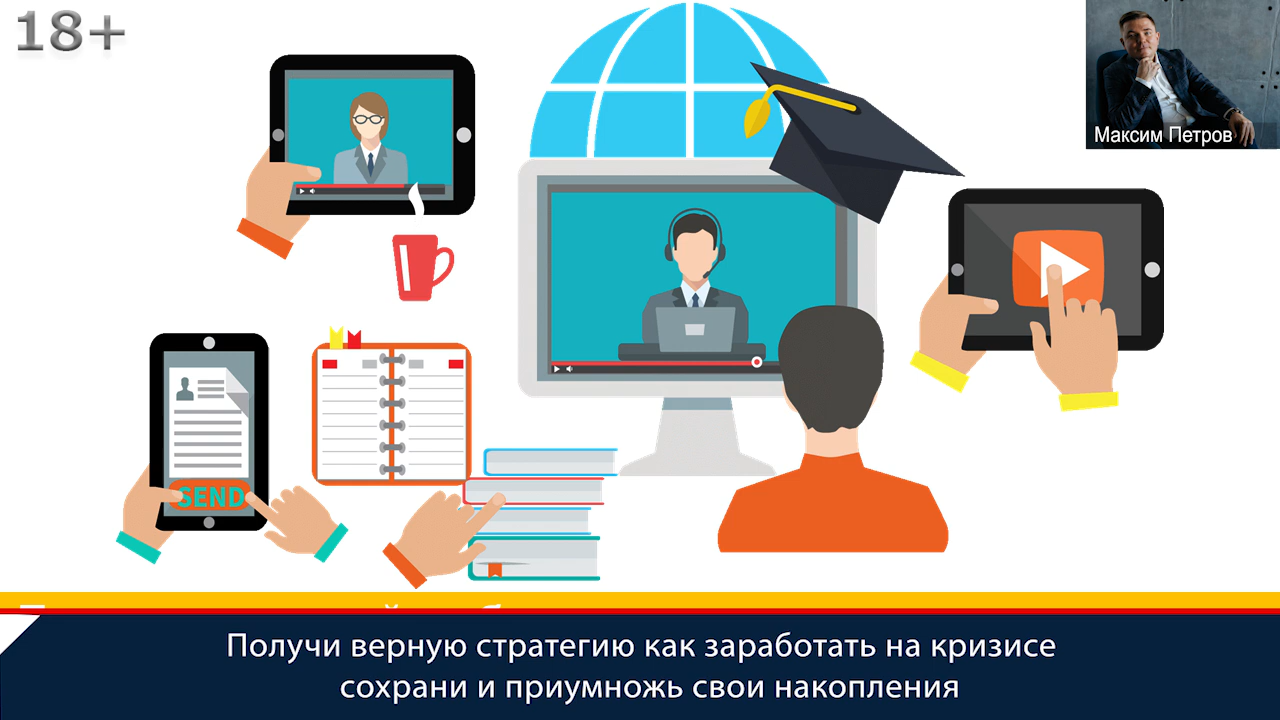 18+
Максим Петров
SEND
Получи верную стратегию как заработать на кризисе
сохрани и приумножь свои накопления